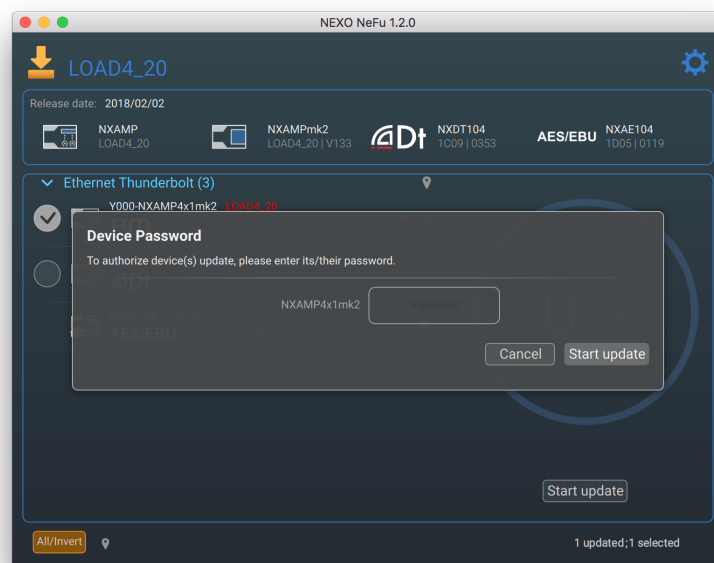 NEXO NeFu 1.2.0
LOAD4_20
Release date: 2018/02/02
NXAMP
LOAD4_20
NXAMPmk2
LOAD4_20 | V133
Dt
NXDT104
1C09 | 0353
AES/EBU
NXAE104
1D05 | 0119
Ethernet Thunderbolt (3)
Y000-NXAMP4x1mk2 LOAD4_20
Device Password
To authorize device(s) update, please enter its/their password.
NXAMP4x1mk2 Password
Cancel Start update
AES/EBU
0%
Start update
All/Invert
1 updated;1 selected